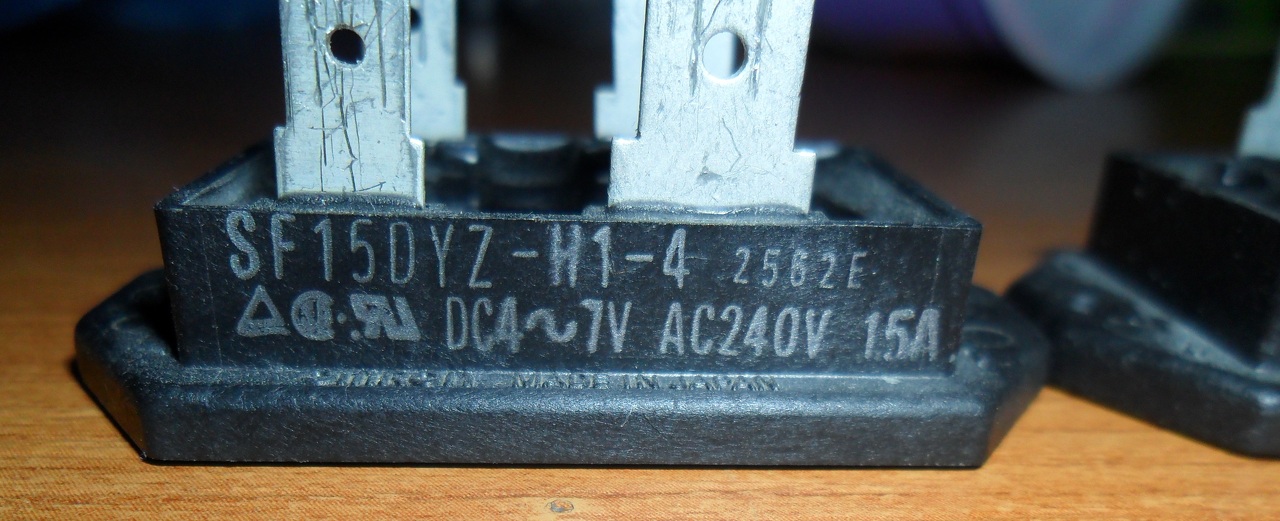 SF15DYZ-H1-4 2562E
DC4~7V AC240V 15A
MADE IN JAPAN